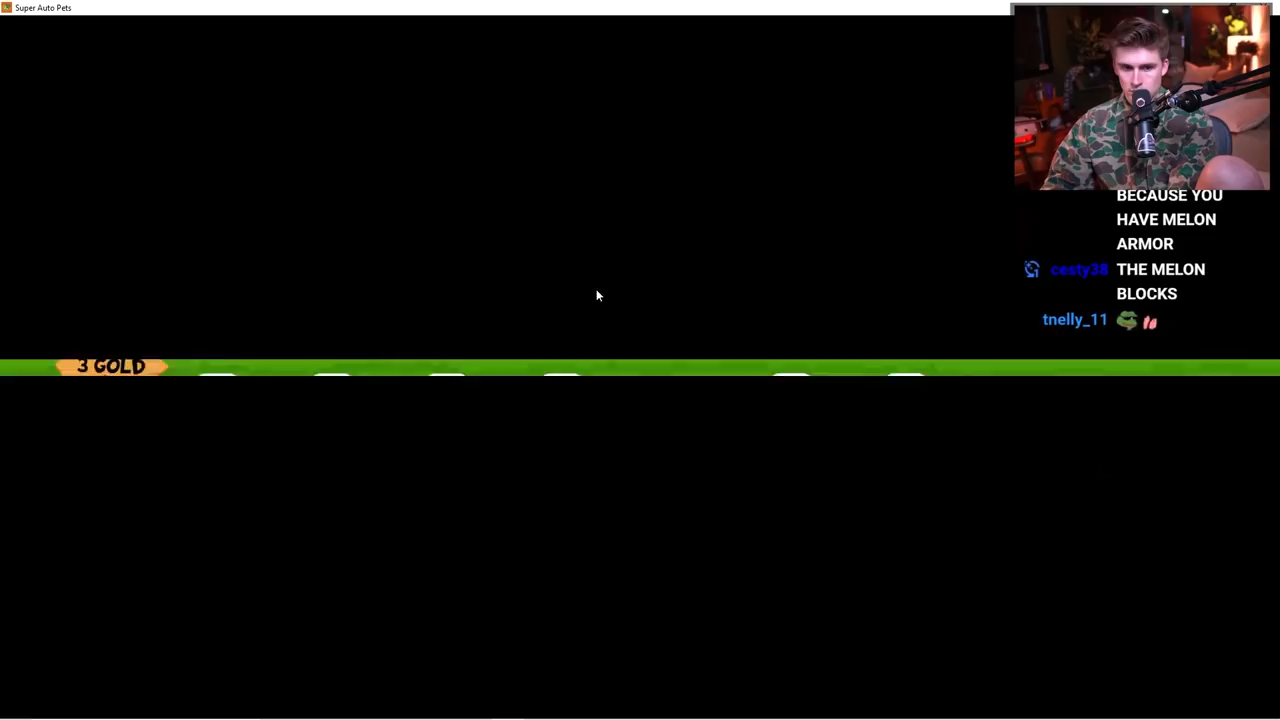 Super Auto Pets
BECAUSE YOU
HAVE MELON
ARMOR
cesty38 THE MELON
BLOCKS
tnelly_11
3 GOLD